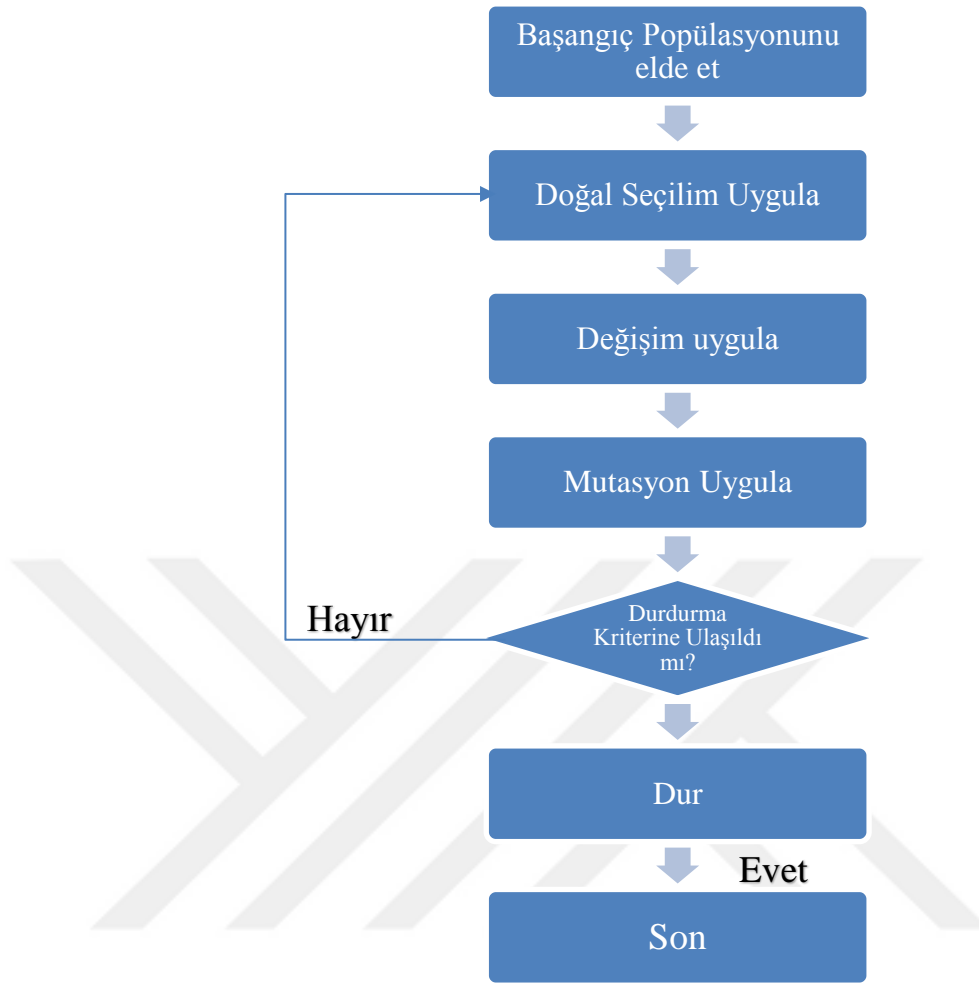 Başangıç Popülasyonunu
elde et
Doğal Seçilim Uygula
Değişim uygula
Mutasyon Uygula
Hayır
Durdurma
Kriterine Ulaşıldı
mı?
Dur
Evet
Son